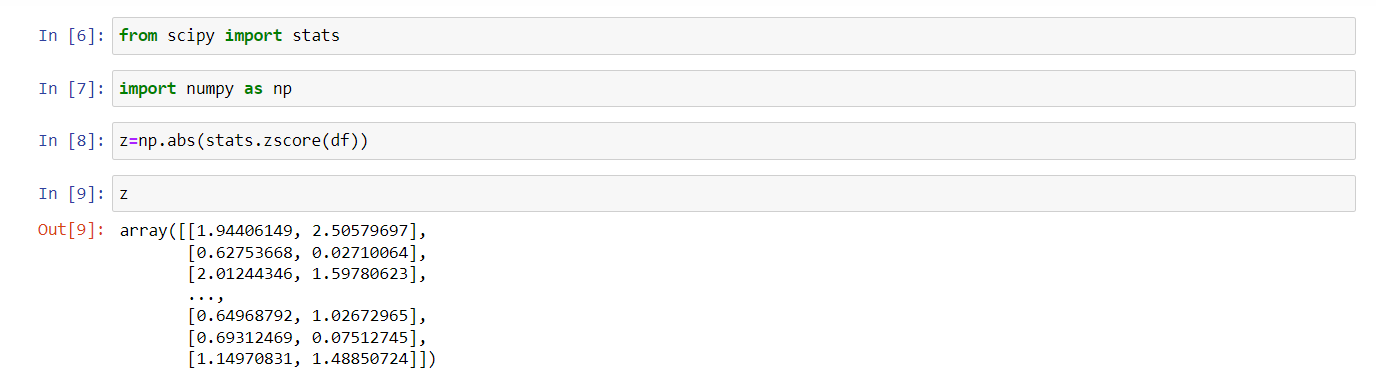 In [6]: from scipy import stats
In [7]: import numpy as np
In [8]: z=np.abs(stats.zscore(df))
In [9]: z
Out[9]: array([[1.94406149, 2.50579697],
[0.62753668, 0.02710064],
[2.01244346, 1.59780623],
...,
[0.64968792, 1.02672965],
[0.69312469, 0.07512745],
[1.14970831, 1.48850724]])